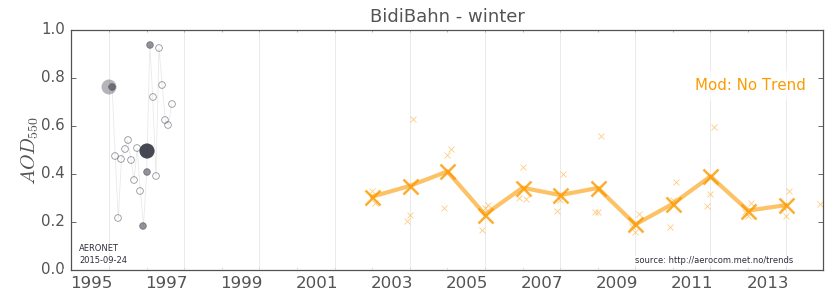 BidiBahn - winter
1.0
0.8
0.6
0.4
0.2
0.0
AOD550
Mod: No Trend
AERONET
2015-09-24
source: http://aerocom.met.no/trends
1995 1997 1999 2001 2003 2005 2007 2009 2011 2013